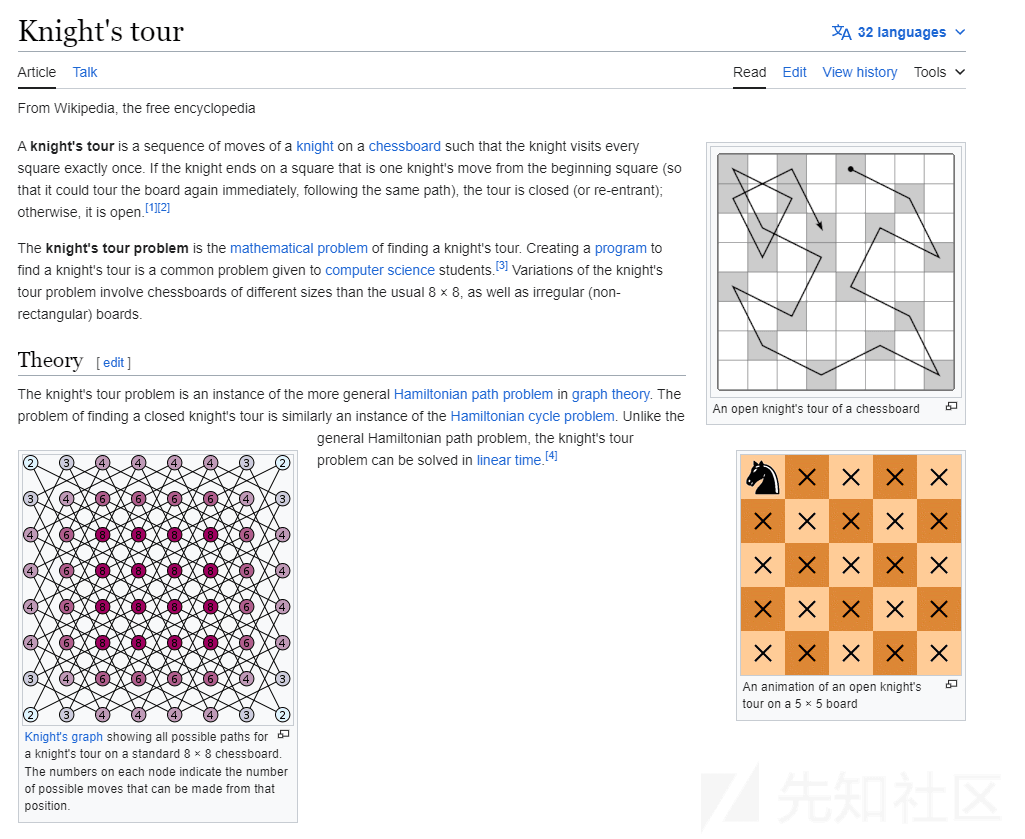 Knight's tour
32 languages
Article Talk Read Edit View history Tools
From Wikipedia, the free encyclopedia
A knight's tour is a sequence of moves of a knight on a chessboard such that the knight visits every
square exactly once. If the knight ends on a square that is one knight's move from the beginning square (so
that it could tour the board again immediately, following the same path), the tour is closed (or re-entrant);
otherwise, it is open.[1][2]
The knight's tour problem is the mathematical problem of finding a knight's tour. Creating a program to
find a knight's tour is a common problem given to computer science students.[3] Variations of the knight's
tour problem involve chessboards of different sizes than the usual 8 × 8, as well as irregular (non-
rectangular) boards.
An open knight's tour of a chessboard
Theory [ edit ]
The knight's tour problem is an instance of the more general Hamiltonian path problem in graph theory. The
problem of finding a closed knight's tour is similarly an instance of the Hamiltonian cycle problem. Unlike the
general Hamiltonian path problem, the knight's tour
problem can be solved in linear time.[4]
2 3 4 4 4 4 3 2
3 4 6 6 6 6 4 3
4 6 8 8 8 8 6 4
4 6 8 8 8 8 6 4
4 6 8 8 8 8 6 4
4 6 8 8 8 8 6 4
3 4 6 6 6 6 4 3
2 3 4 4 4 4 3 2
Knight's graph showing all possible paths for
a knight's tour on a standard 8 × 8 chessboard.
The numbers on each node indicate the number
of possible moves that can be made from that
position.
An animation of an open knight's
tour on a 5 × 5 board
先知社区